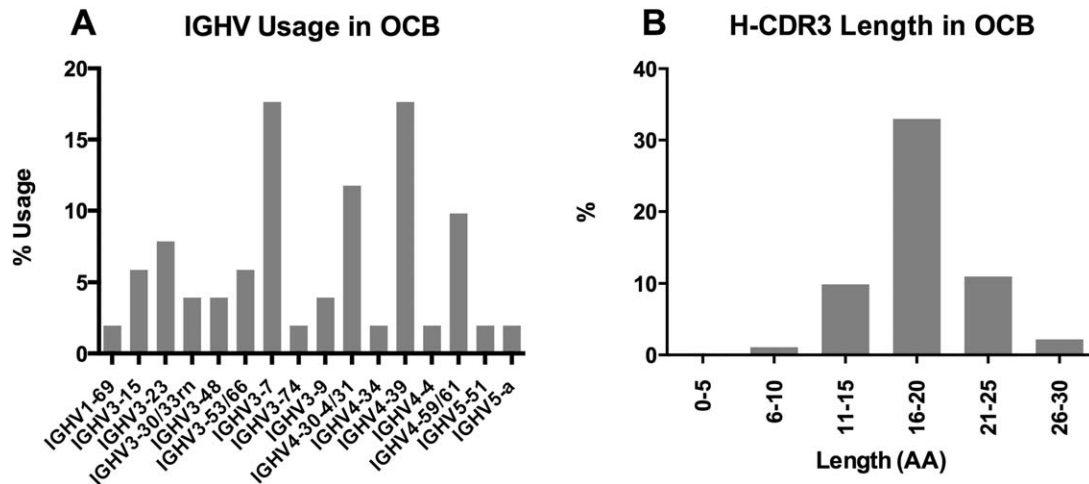 A
IGHV Usage in OCB
% Usage
20
15
10
5
0
IGHV1-69
IGHV3-15
IGHV3-23
IGHV3-30/33rn
IGHV3-48
IGHV3-53/66
IGHV3-7
IGHV3-74
IGHV3-9
IGHV4-30-4/31
IGHV4-34
IGHV4-39
IGHV4-4
IGHV4-59/61
IGHV5-51
IGHV5-a
B
H-CDR3 Length in OCB
%
40
30
20
10
0
0-5
6-10
11-15
16-20
21-25
26-30
Length (AA)